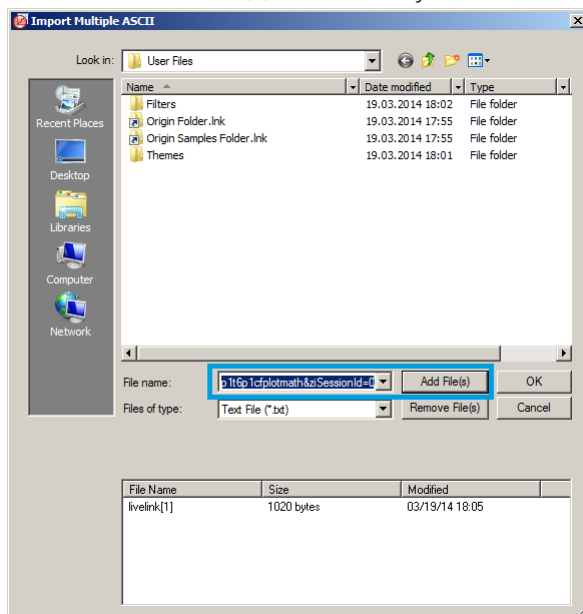 Import Multiple ASCII
Look in: User Files
Name Date modified Type
Filters 19.03.2014 18:02 File folder
Origin Folder.lnk 19.03.2014 17:55 File folder
Origin Samples Folder.lnk 19.03.2014 17:55 File folder
Themes 19.03.2014 18:01 File folder
Recent Places
Desktop
Libraries
Computer
Network
File name: p1t6p1cfplotmath&ziSessionId=0 Add File(s) OK
Files of type: Text File (*.txt) Remove File(s) Cancel
File Name Size Modified
livelink[1] 1020 bytes 03/19/14 18:05